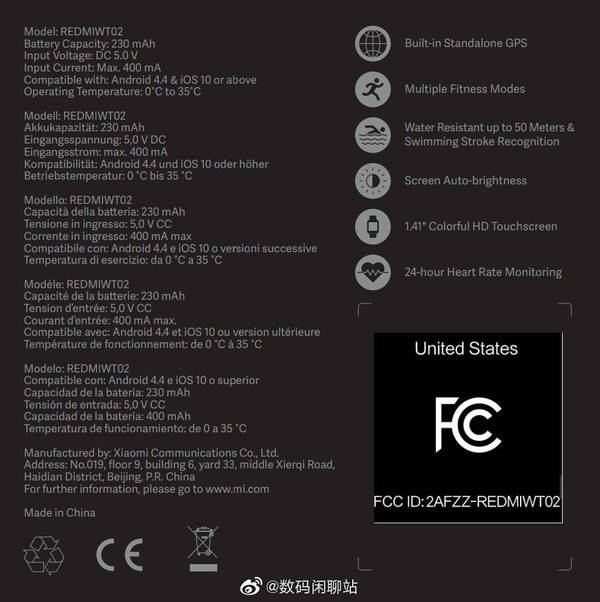 Model: REDMIWT02
Battery Capacity: 230 mAh
Input Voltage: DC 5.0 V
Input Current: Max. 400 mA
Compatible with: Android 4.4 & iOS 10 or above
Operating Temperature: 0°C to 35°C
Modell: REDMIWT02
Akkukapazität: 230 mAh
Eingangsspannung: 5,0 V DC
Eingangsstrom: max. 400 mA
Kompatibilität: Android 4.4 und iOS 10 oder höher
Betriebstemperatur: 0 °C bis 35 °C
Modello: REDMIWT02
Capacità della batteria: 230 mAh
Tensione in ingresso: 5,0 V CC
Corrente in ingresso: 400 mA max
Compatibile con: Android 4.4 e iOS 10 o versioni successive
Temperatura di esercizio: da 0 °C a 35 °C
Modèle: REDMIWT02
Capacité de la batterie: 230 mAh
Tension d'entrée: 5,0 V CC
Courant d'entrée: 400 mA max.
Compatible avec: Android 4.4 et iOS 10 ou version ultérieure
Température de fonctionnement: de 0 °C à 35 °C
Modelo: REDMIWT02
Compatible con: Android 4.4 e iOS 10 o superior
Capacidad de la batería: 230 mAh
Tensión de entrada: 5,0 V CC
Capacidad de la batería: 400 mAh
Temperatura de funcionamiento: de 0 a 35 °C
Manufactured by: Xiaomi Communications Co., Ltd.
Address: No.019, floor 9, building 6, yard 33, middle Xierqi Road,
Haidian District, Beijing, P.R. China
For further information, please go to www.mi.com
Made in China
CE
Built-in Standalone GPS
Multiple Fitness Modes
Water Resistant up to 50 Meters &
Swimming Stroke Recognition
Screen Auto-brightness
1.41" Colorful HD Touchscreen
24-hour Heart Rate Monitoring
United States
FCC
FCC ID: 2AFZZ-REDMIWT02
@数码闲聊站